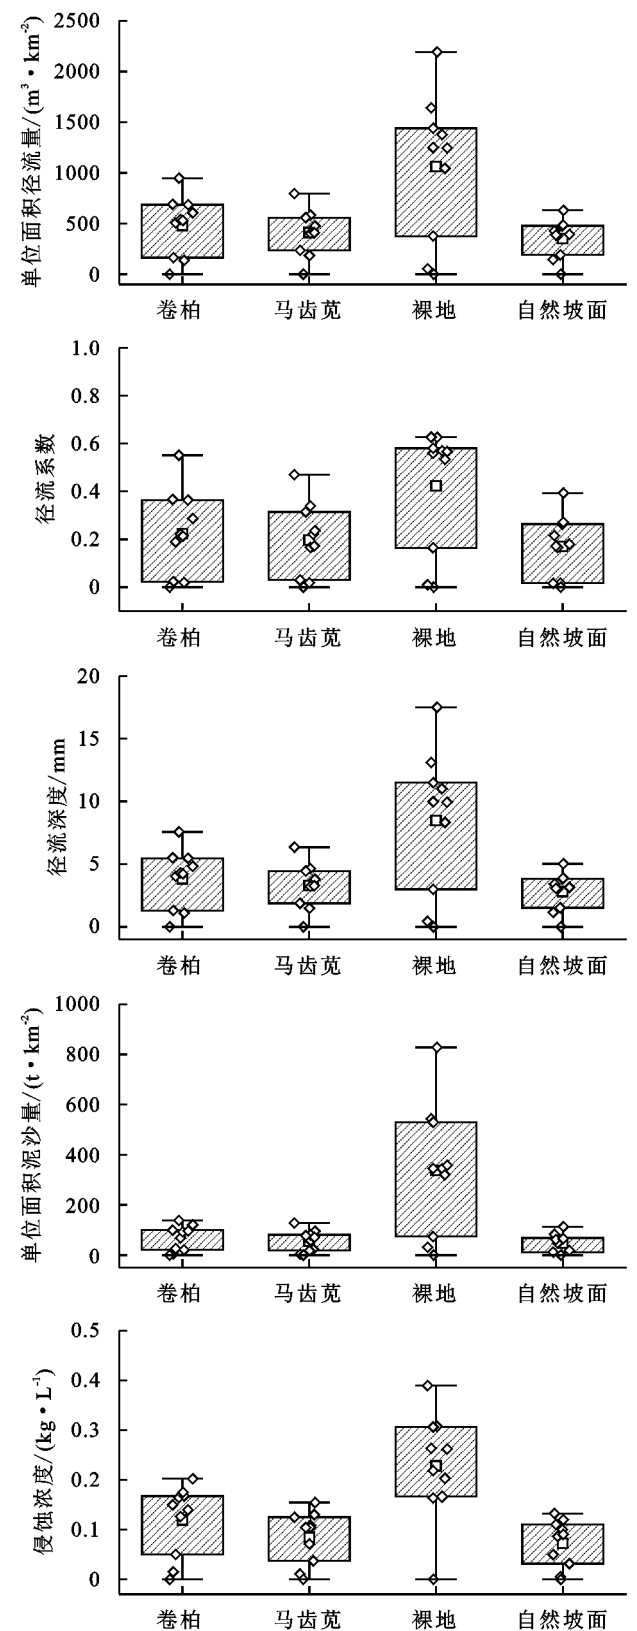 单位面积径流量/(m³·km⁻²)
2500
2000
1500
1000
500
0
卷柏 马齿苋 裸地 自然坡面
径流系数
1.0
0.8
0.6
0.4
0.2
0
卷柏 马齿苋 裸地 自然坡面
径流深度/mm
20
15
10
5
0
卷柏 马齿苋 裸地 自然坡面
单位面积泥沙量/(t·km⁻²)
1000
800
600
400
200
0
卷柏 马齿苋 裸地 自然坡面
侵蚀浓度/(kg·L⁻¹)
0.5
0.4
0.3
0.2
0.1
0
卷柏 马齿苋 裸地 自然坡面